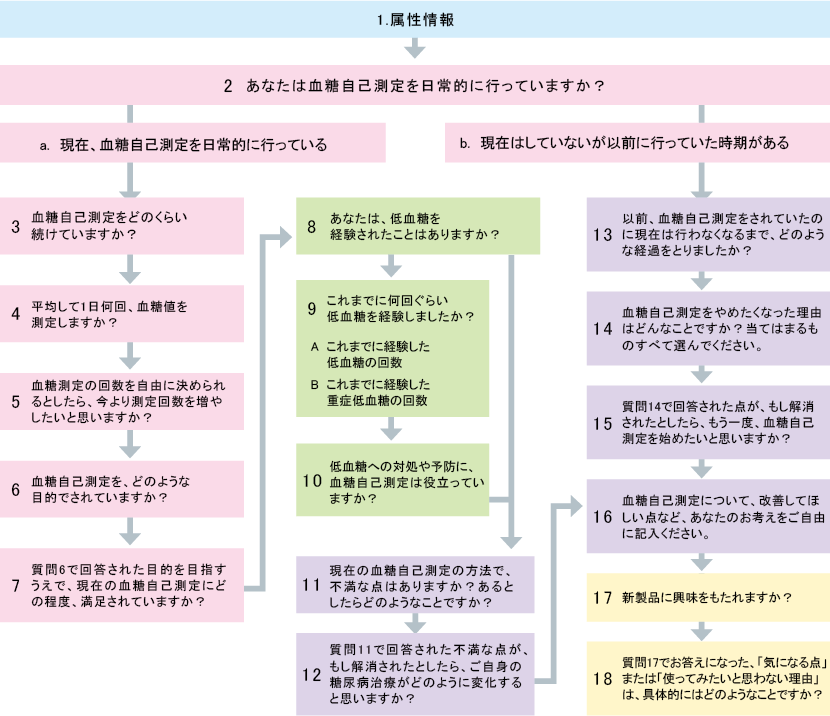 1.属性情報
2 あなたは血糖自己測定を日常的に行っていますか？
a. 現在、血糖自己測定を日常的に行っている
b. 現在はしていないが以前に行っていた時期がある
3 血糖自己測定をどのくらい
続けていますか？
4 平均して1日何回、血糖値を
測定しますか？
5 血糖測定の回数を自由に決められ
るとしたら、今より測定回数を増や
したいと思いますか？
6 血糖自己測定を、どのような
目的でされていますか？
7 質問6で回答された目的を目指す
うえで、現在の血糖自己測定にど
の程度、満足されていますか？
8 あなたは、低血糖を
経験されたことはありますか？
9 これまでに何回ぐらい
低血糖を経験しましたか？
A これまでに経験した
低血糖の回数
B これまでに経験した
重症低血糖の回数
10 低血糖への対処や予防に、
血糖自己測定は役立ってい
ますか？
11 現在の血糖自己測定の方法で、
不満な点はありますか？あると
したらどのようなことですか？
12 質問11で回答された不満な点が、
もし解消されたとしたら、ご自身の
糖尿病治療がどのように変化する
と思いますか？
13 以前、血糖自己測定をされていたの
に現在は行わなくなるまで、どのよう
な経過をとりましたか？
14 血糖自己測定をやめたくなった理由
はどんなことですか？当てはまるも
のすべて選んでください。
15 質問14で回答された点が、もし解消
されたとしたら、もう一度、血糖自己
測定を始めたいと思いますか？
16 血糖自己測定について、改善してほ
しい点など、あなたのお考えをご自由
に記入ください。
17 新製品に興味をもたれますか？
18 質問17でお答えになった、「気になる点」
または「使ってみたいと思わない理由」
は、具体的にはどのようなことですか？